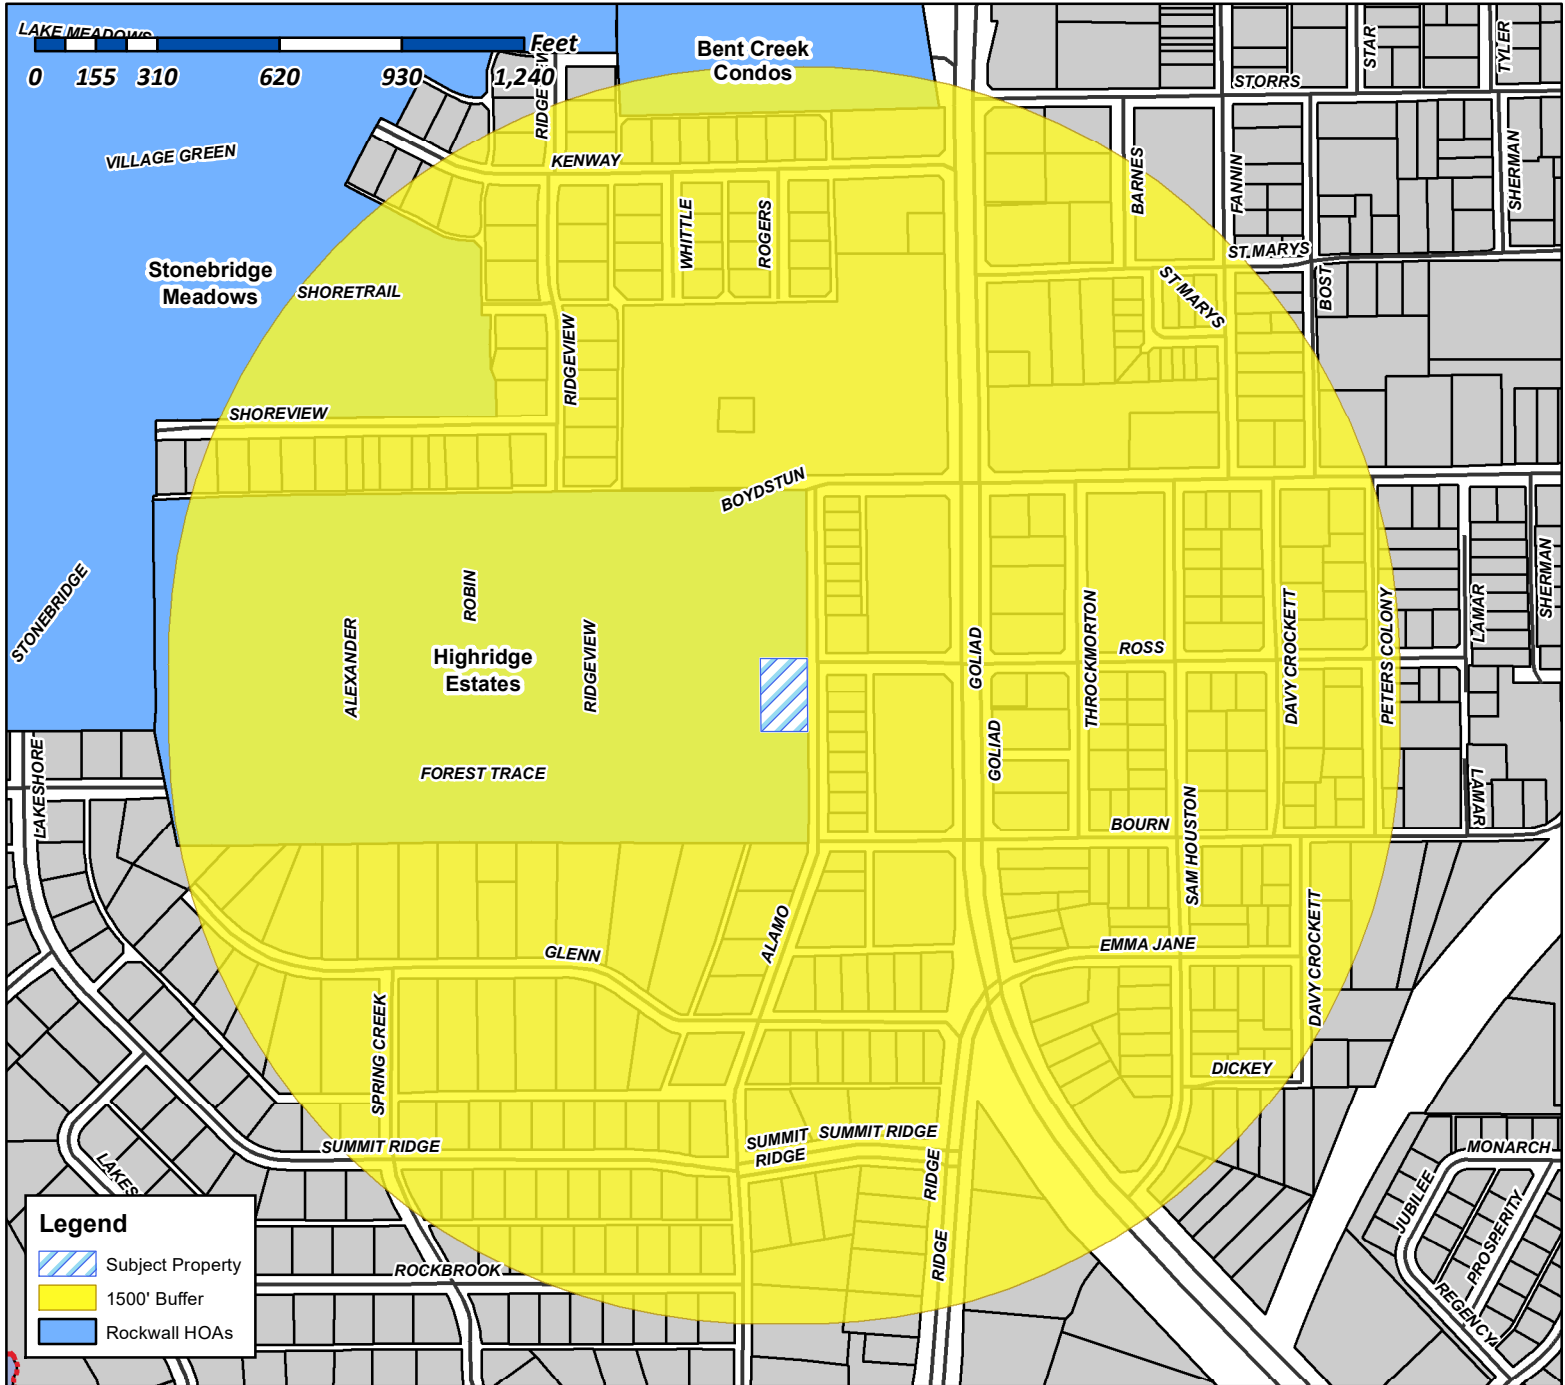 LAKE MEADOWS
Feet
0 155 310 620 930 1,240
Bent Creek
Condos
STAR
TYLER
STORRS
RIDGEVIEW
VILLAGE GREEN
KENWAY
BARNES
FANNIN
SHERMAN
WHITTLE
ROGERS
ST MARYS
Stonebridge
Meadows
SHORETRAIL
ST MARYS
BOST
RIDGEVIEW
SHOREVIEW
BOYDSTUN
STONEBRIDGE
ROBIN
ALEXANDER
RIDGEVIEW
Highridge
Estates
GOLIAD
THROCKMORTON
ROSS
DAVY CROCKETT
PETERS COLONY
LAMAR
SHERMAN
GOLIAD
FOREST TRACE
LAKESHORE
LAMAR
BOURN
SAM HOUSTON
ALAMO
GLENN
EMMA JANE
DAVY CROCKETT
SPRING CREEK
DICKEY
SUMMIT RIDGE
SUMMIT
RIDGE
SUMMIT RIDGE
RIDGE
MONARCH
JUBILEE
PROSPERITY
LAKES
RIDGE
ROCKBROOK
REGENCY
Legend
Subject Property
1500' Buffer
Rockwall HOAs